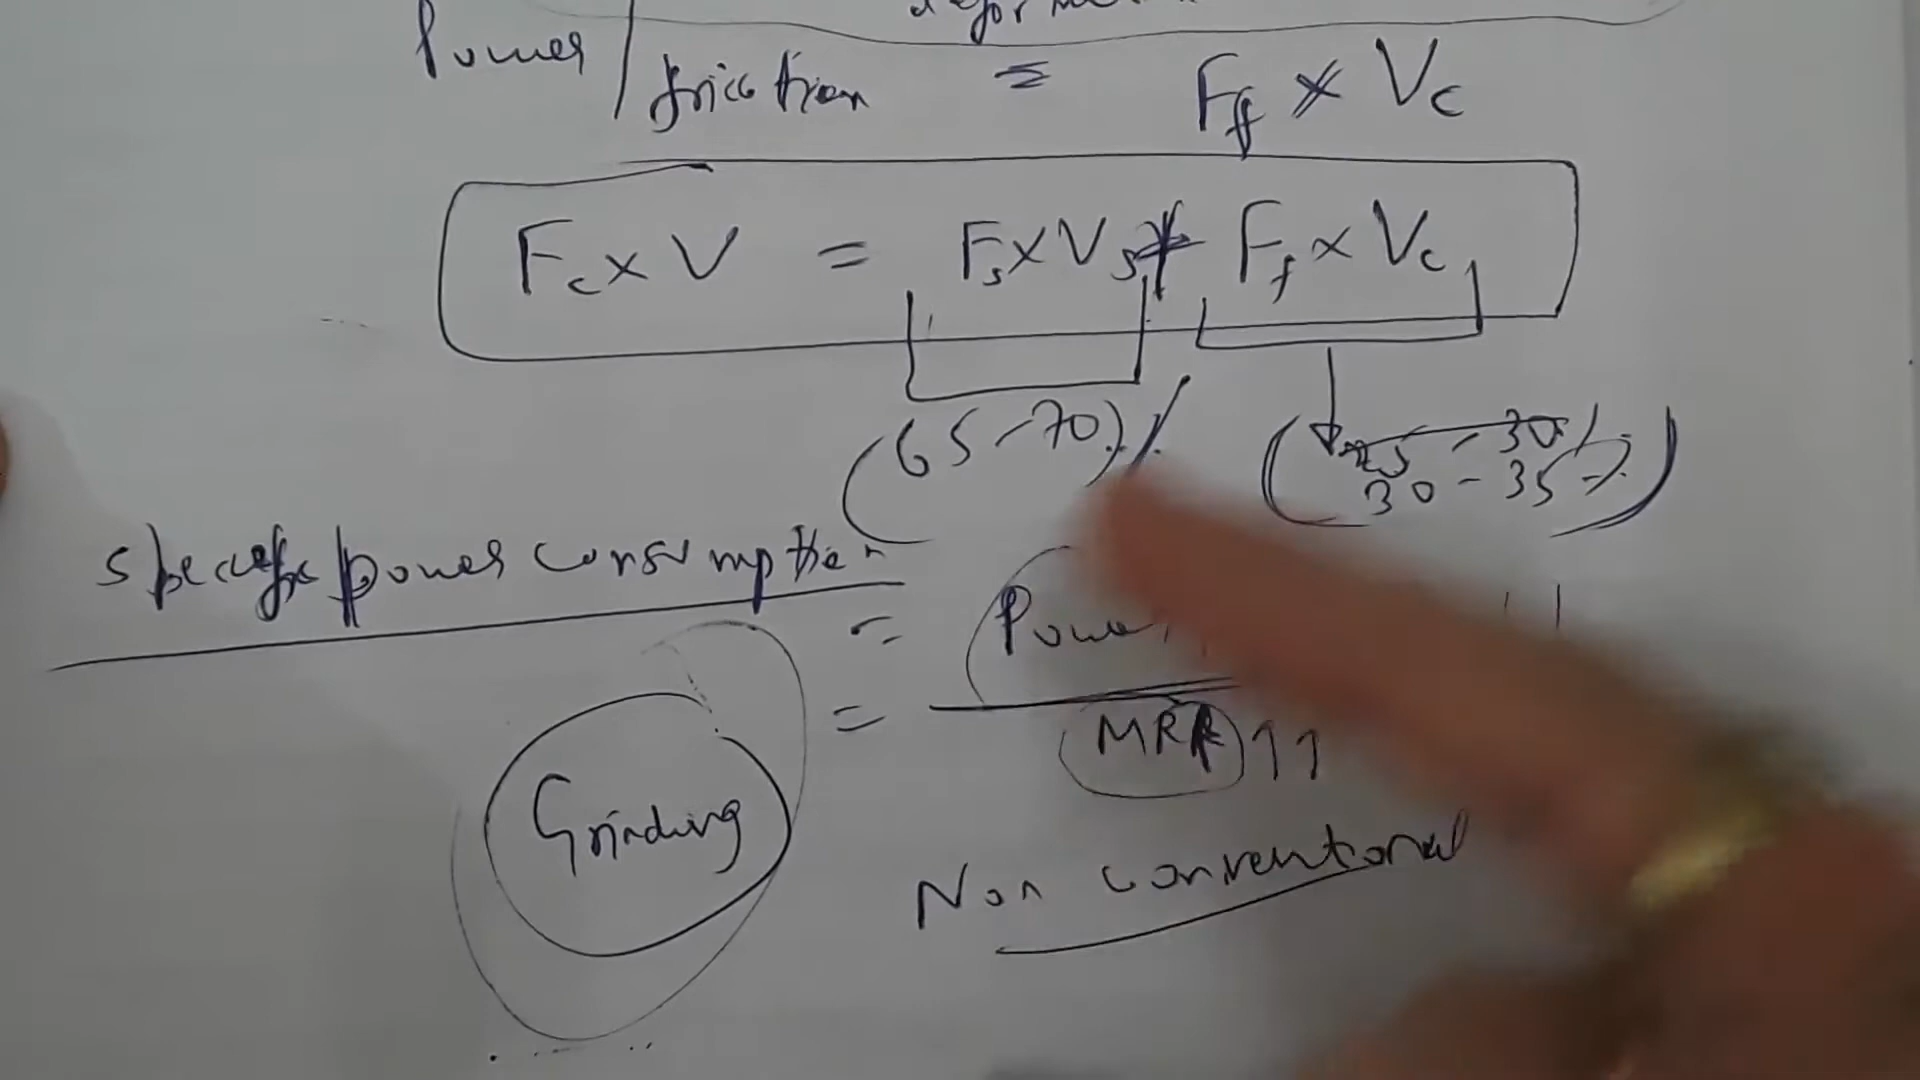 Power / friction = Ff × Vc
Fc × V = Fs × Vs + Ff × Vc
(65-70)%
30-35%
specific power consumption
= Power
= MRR ↑↑
Grinding
Non conventional